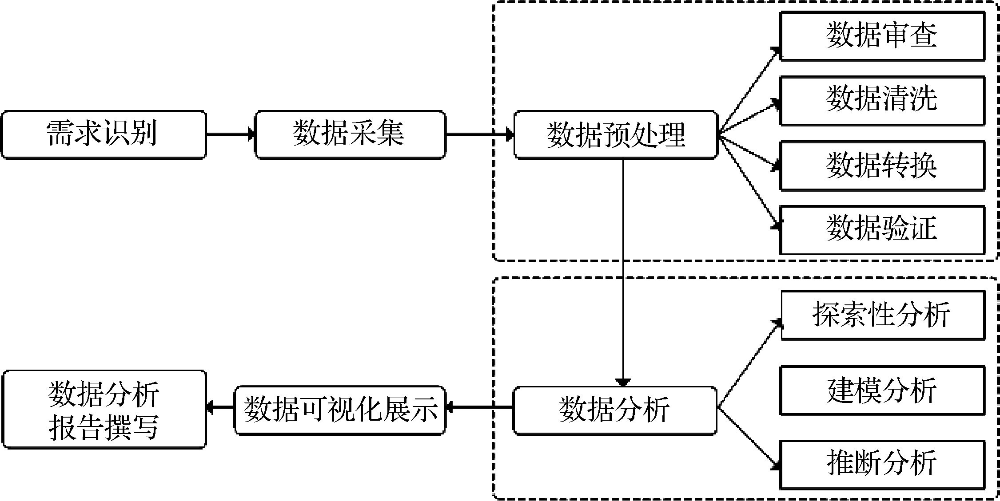 需求识别
数据采集
数据预处理
数据审查
数据清洗
数据转换
数据验证
数据分析
探索性分析
建模分析
推断分析
数据可视化展示
数据分析
报告撰写